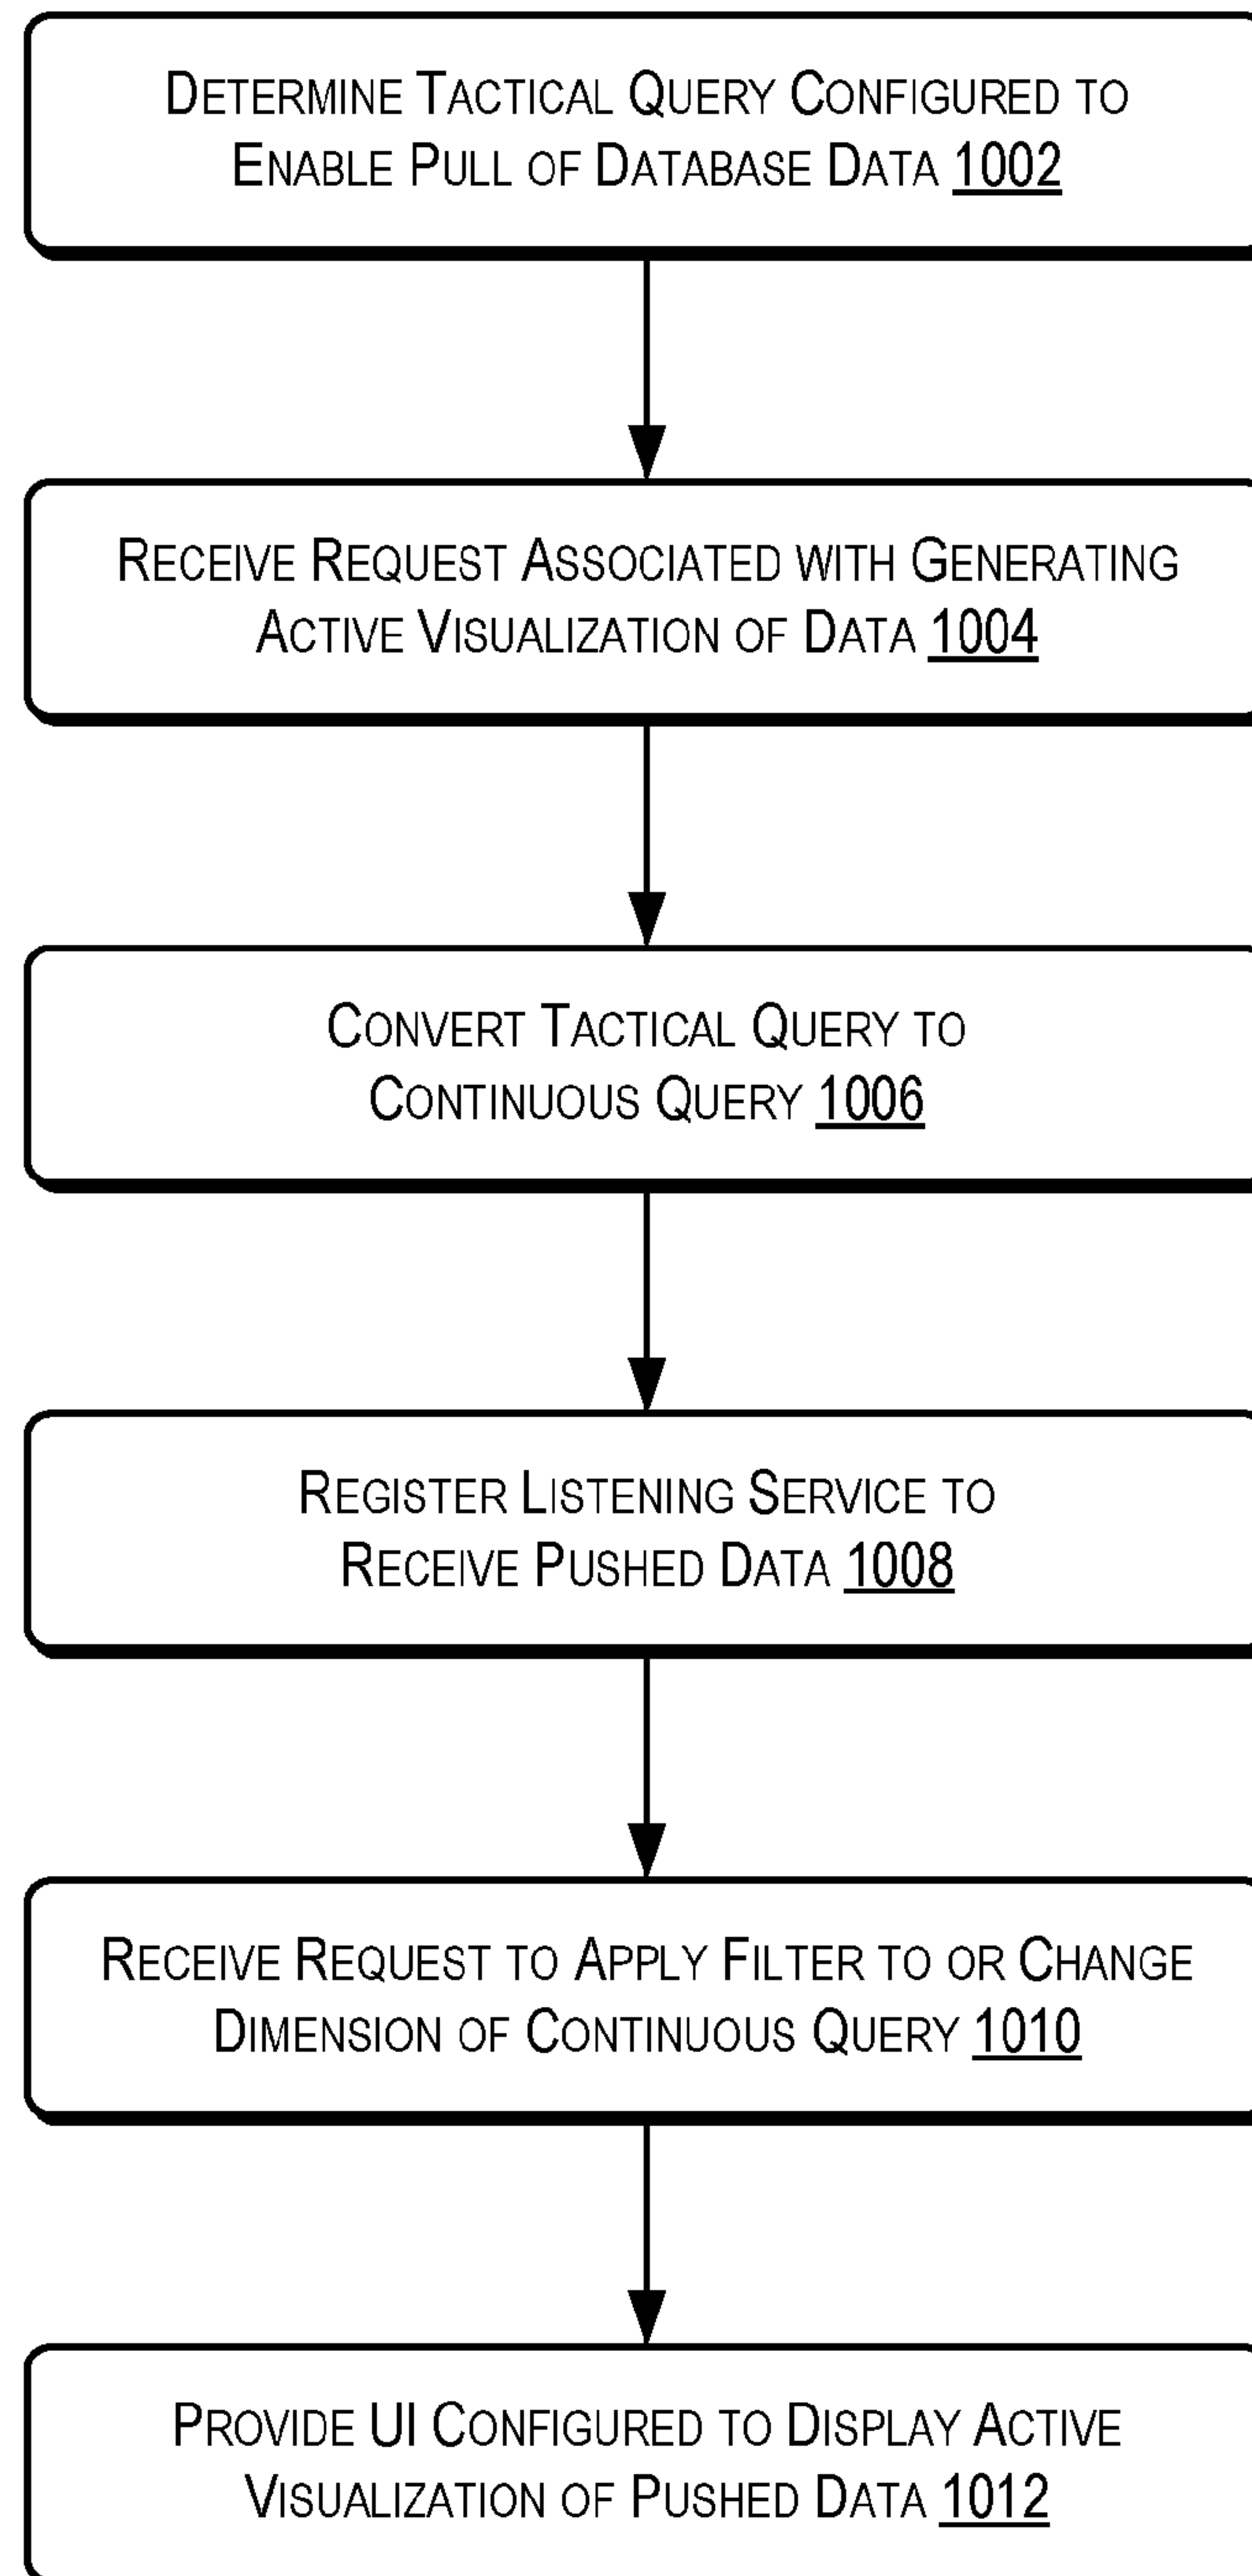 DETERMINE TACTICAL QUERY CONFIGURED TO
ENABLE PULL OF DATABASE DATA 1002
RECEIVE REQUEST ASSOCIATED WITH GENERATING
ACTIVE VISUALIZATION OF DATA 1004
CONVERT TACTICAL QUERY TO
CONTINUOUS QUERY 1006
REGISTER LISTENING SERVICE TO
RECEIVE PUSHED DATA 1008
RECEIVE REQUEST TO APPLY FILTER TO OR CHANGE
DIMENSION OF CONTINUOUS QUERY 1010
PROVIDE UI CONFIGURED TO DISPLAY ACTIVE
VISUALIZATION OF PUSHED DATA 1012